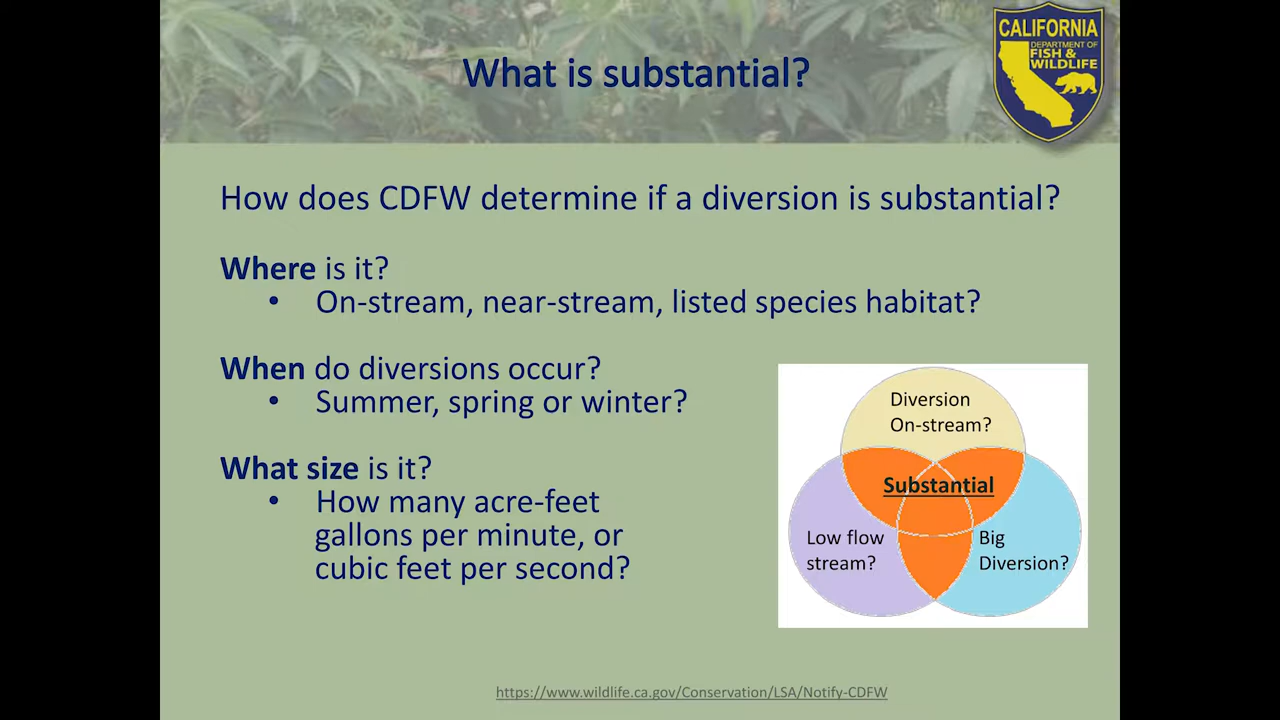 What is substantial?
CALIFORNIA
DEPARTMENT OF
FISH &
WILDLIFE
How does CDFW determine if a diversion is substantial?
Where is it?
• On-stream, near-stream, listed species habitat?
When do diversions occur?
• Summer, spring or winter?
What size is it?
• How many acre-feet
gallons per minute, or
cubic feet per second?
Diversion
On-stream?
Substantial
Low flow
stream?
Big
Diversion?
https://www.wildlife.ca.gov/Conservation/LSA/Notify-CDFW